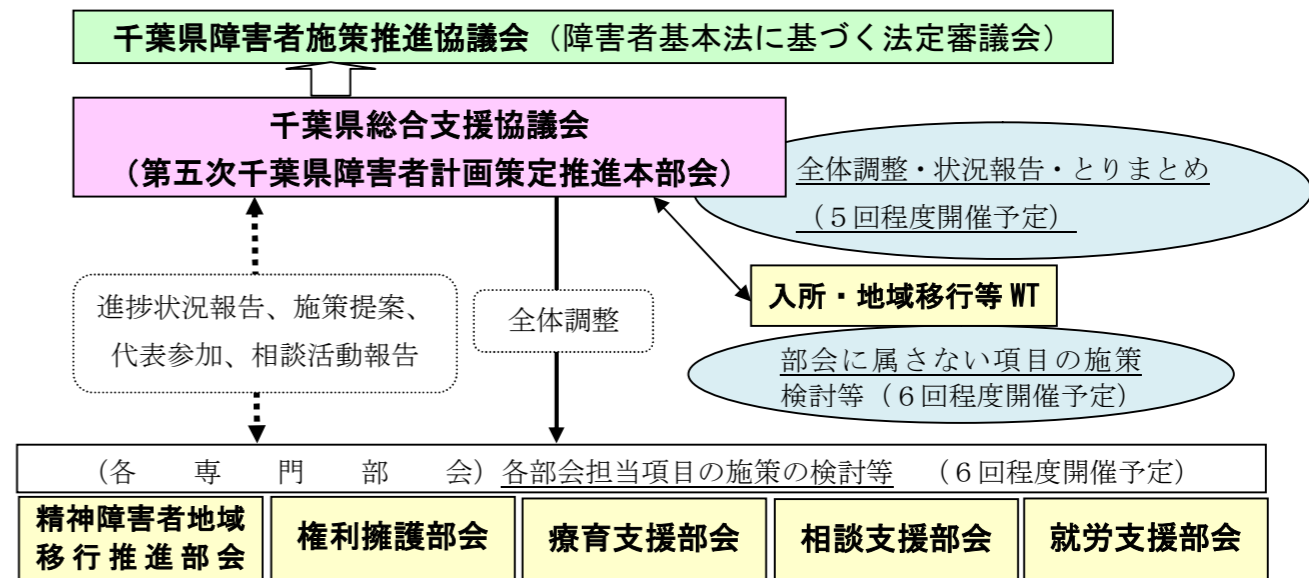 千葉県障害者施策推進協議会（障害者基本法に基づく法定審議会）
千葉県総合支援協議会
（第五次千葉県障害者計画策定推進本部会）
全体調整・状況報告・とりまとめ
（５回程度開催予定）
進捗状況報告、施策提案、
代表参加、相談活動報告
全体調整
入所・地域移行等 WT
部会に属さない項目の施策
検討等（６回程度開催予定）
（各専門部会）各部会担当項目の施策の検討等　（６回程度開催予定）
精神障害者地域
移行推進部会
権利擁護部会
療育支援部会
相談支援部会
就労支援部会